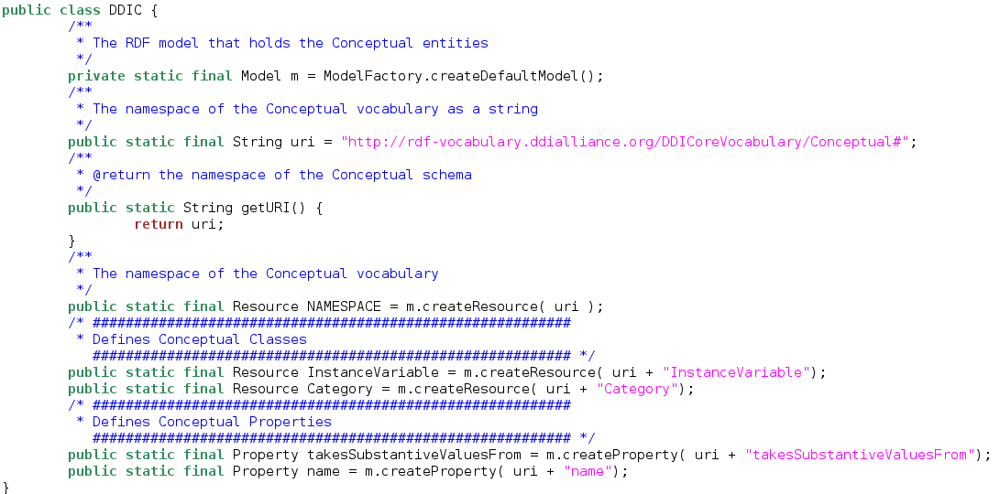 public class DDIC {
        /**
         * The RDF model that holds the Conceptual entities
         */
        private static final Model m = ModelFactory.createDefaultModel();
        /**
         * The namespace of the Conceptual vocabulary as a string
         */
        public static final String uri = "http://rdf-vocabulary.ddialliance.org/DDICoreVocabulary/Conceptual#";
        /**
         * @return the namespace of the Conceptual schema
         */
        public static String getURI() {
                return uri;
        }
        /**
         * The namespace of the Conceptual vocabulary
         */
        public static final Resource NAMESPACE = m.createResource( uri );
        /* ##########################################################
         * Defines Conceptual Classes
           ########################################################## */
        public static final Resource InstanceVariable = m.createResource( uri + "InstanceVariable");
        public static final Resource Category = m.createResource( uri + "Category");
        /* ##########################################################
         * Defines Conceptual Properties
           ########################################################## */
        public static final Property takesSubstantiveValuesFrom = m.createProperty( uri + "takesSubstantiveValuesFrom");
        public static final Property name = m.createProperty( uri + "name");
}